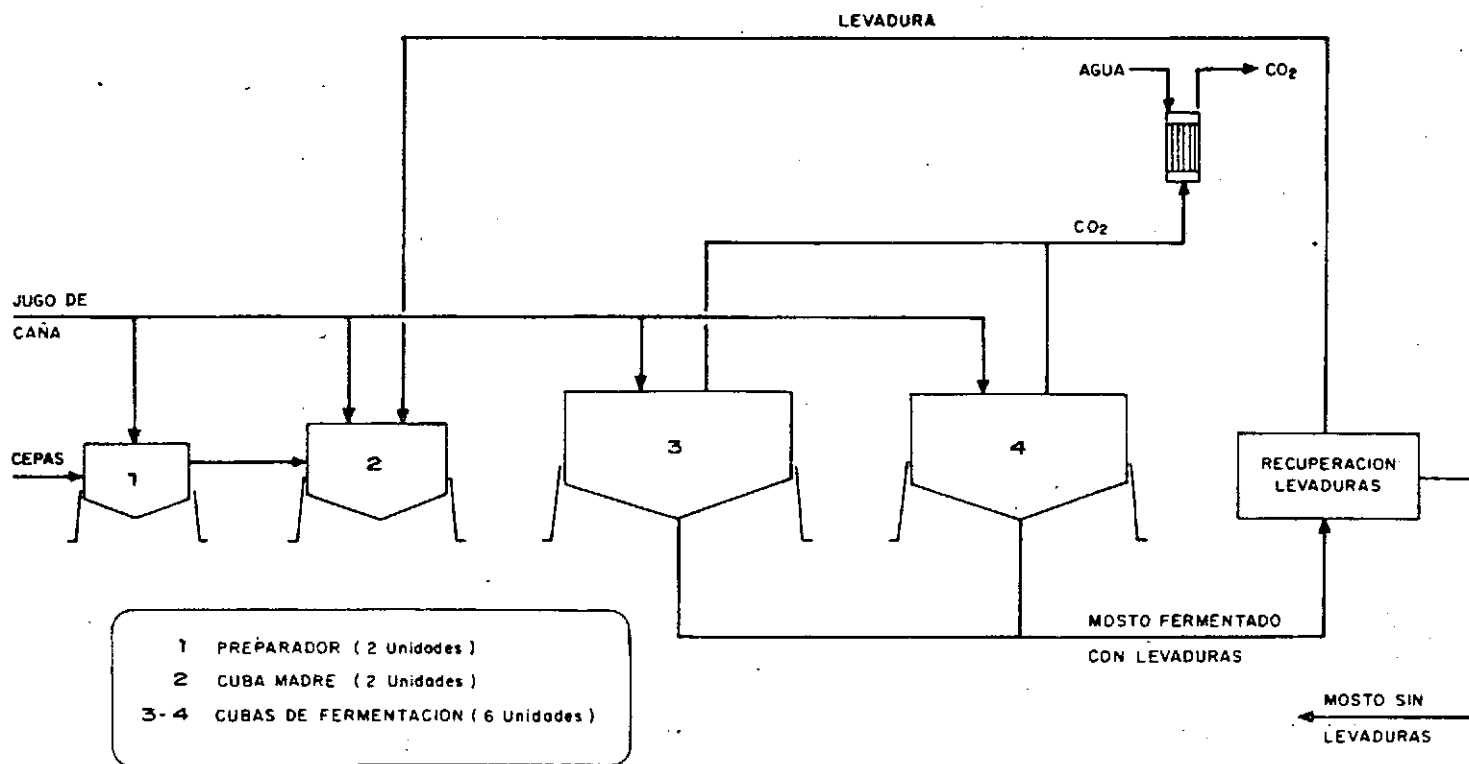 LEVADURA
AGUA
CO₂
CO₂
JUGO DE
CAÑA
CEPAS
1
2
3
4
RECUPERACION
LEVADURAS
MOSTO FERMENTADO
CON LEVADURAS
1 PREPARADOR (2 Unidades)
2 CUBA MADRE (2 Unidades)
3-4 CUBAS DE FERMENTACION (6 Unidades)
MOSTO SIN
LEVADURAS